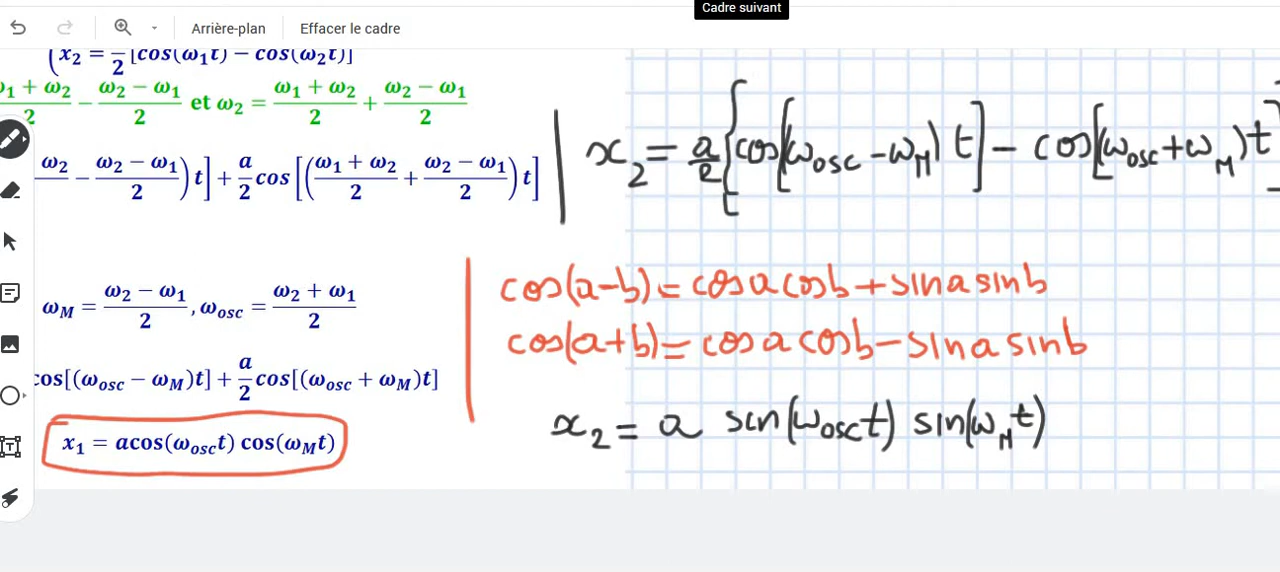 Cadre suivant
Arrière-plan Effacer le cadre
x₂ = a/2 [cos(ω₁t) − cos(ω₂t)]
ω₁ + ω₂/2 − ω₂ − ω₁/2 et ω₂ = ω₁ + ω₂/2 + ω₂ − ω₁/2
ω₂ − ω₂ − ω₁/2) t] + a/2 cos [(ω₁ + ω₂/2 + ω₂ − ω₁/2) t]
x₂ = a/2 {cos[(ω_osc − ω_M) t] − cos[(ω_osc + ω_M) t]
cos(a−b) = cos a cos b + sin a sin b
cos(a+b) = cos a cos b − sin a sin b
ω_M = ω₂ − ω₁/2 , ω_osc = ω₂ + ω₁/2
cos[(ω_osc − ω_M)t] + a/2 cos[(ω_osc + ω_M)t]
x₁ = acos(ω_osc t) cos(ω_M t)
x₂ = a sin(ω_osc t) sin(ω_M t)